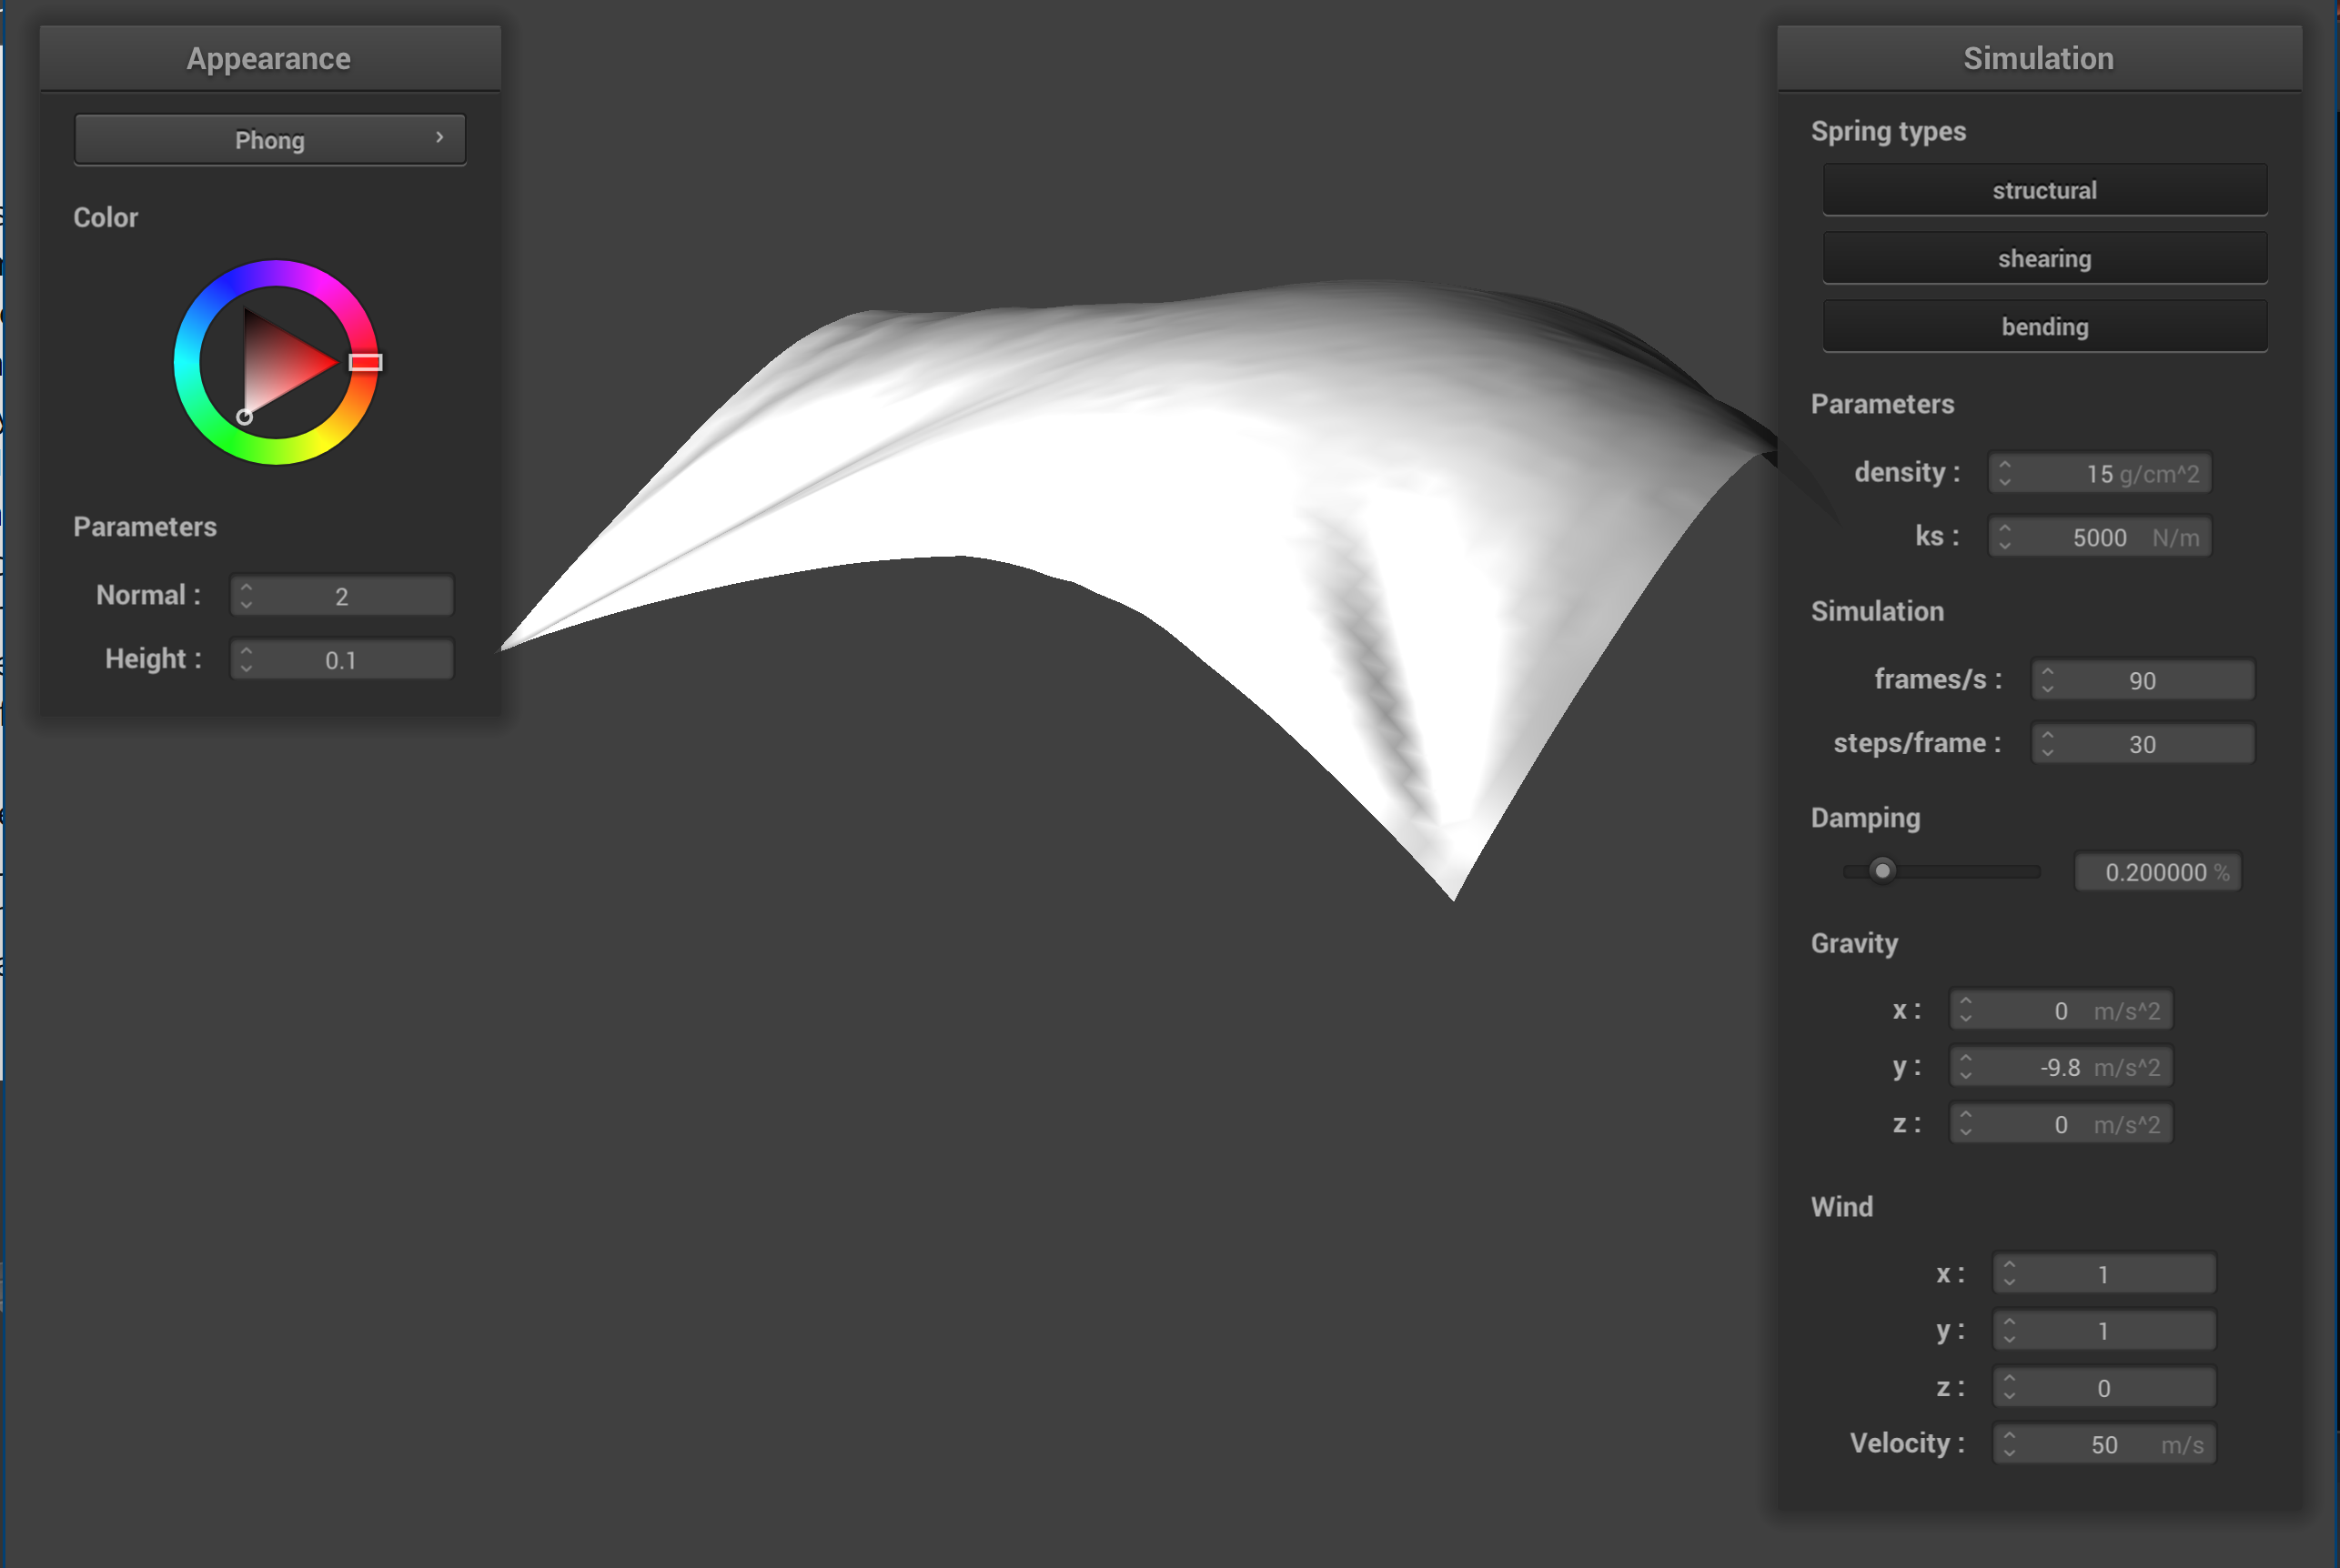 Appearance
Phong
Color
Parameters
Normal : 2
Height : 0.1
Simulation
Spring types
structural
shearing
bending
Parameters
density : 15 g/cm^2
ks : 5000 N/m
Simulation
frames/s : 90
steps/frame : 30
Damping
0.200000 %
Gravity
x : 0 m/s^2
y : -9.8 m/s^2
z : 0 m/s^2
Wind
x : 1
y : 1
z : 0
Velocity : 50 m/s